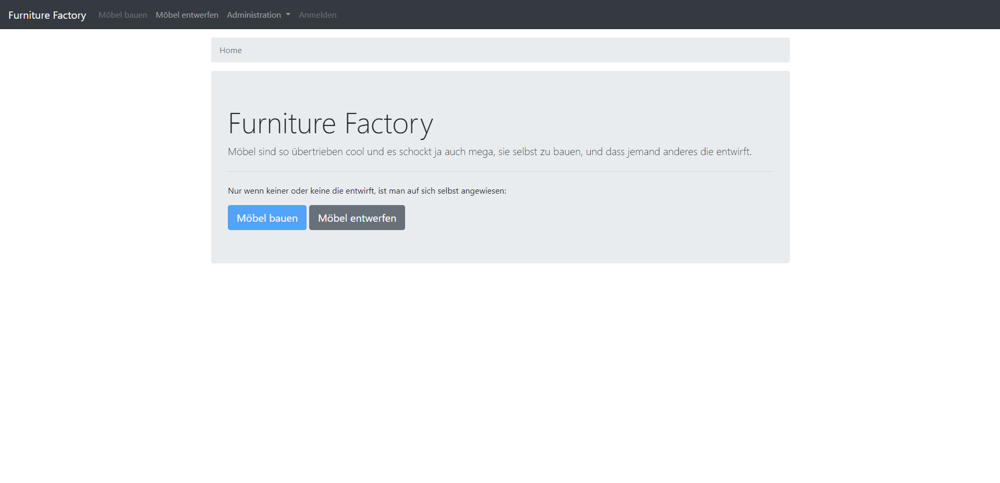 Furniture Factory Möbel bauen Möbel entwerfen Administration Anmelden
Home
Furniture Factory
Möbel sind so übertrieben cool und es schockt ja auch mega, sie selbst zu bauen, und dass jemand anderes die entwirft.
Nur wenn keiner oder keine die entwirft, ist man auf sich selbst angewiesen:
Möbel bauen Möbel entwerfen